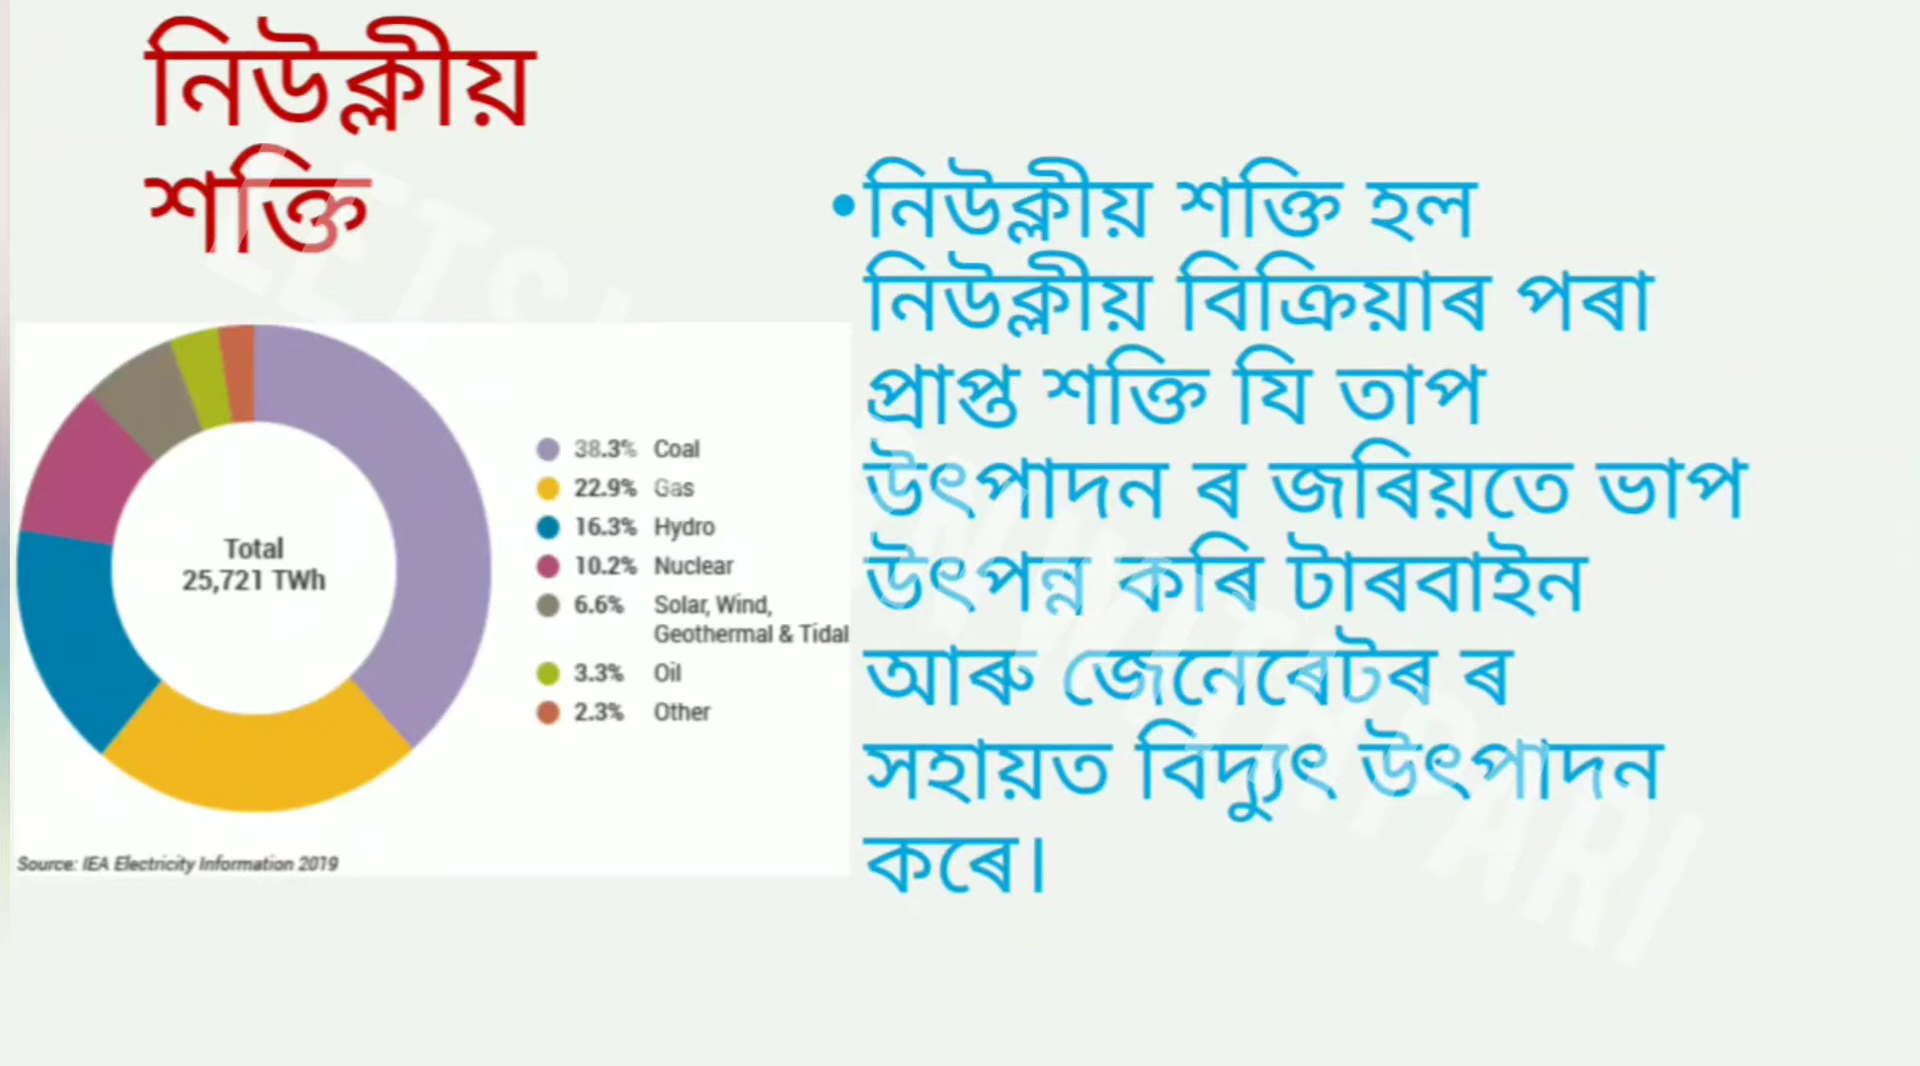 নিউক্লীয়
শক্তি
•নিউক্লীয় শক্তি হল
নিউক্লীয় বিক্ৰিয়াৰ পৰা
প্ৰাপ্ত শক্তি যি তাপ
উৎপাদন ৰ জৰিয়তে ভাপ
উৎপন্ন কৰি টাৰবাইন
আৰু জেনেৰেটৰ ৰ
সহায়ত বিদ্যুৎ উৎপাদন
কৰে।
Total
25,721 TWh
38.3% Coal
22.9% Gas
16.3% Hydro
10.2% Nuclear
6.6% Solar, Wind,
Geothermal & Tidal
3.3% Oil
2.3% Other
Source: IEA Electricity Information 2019